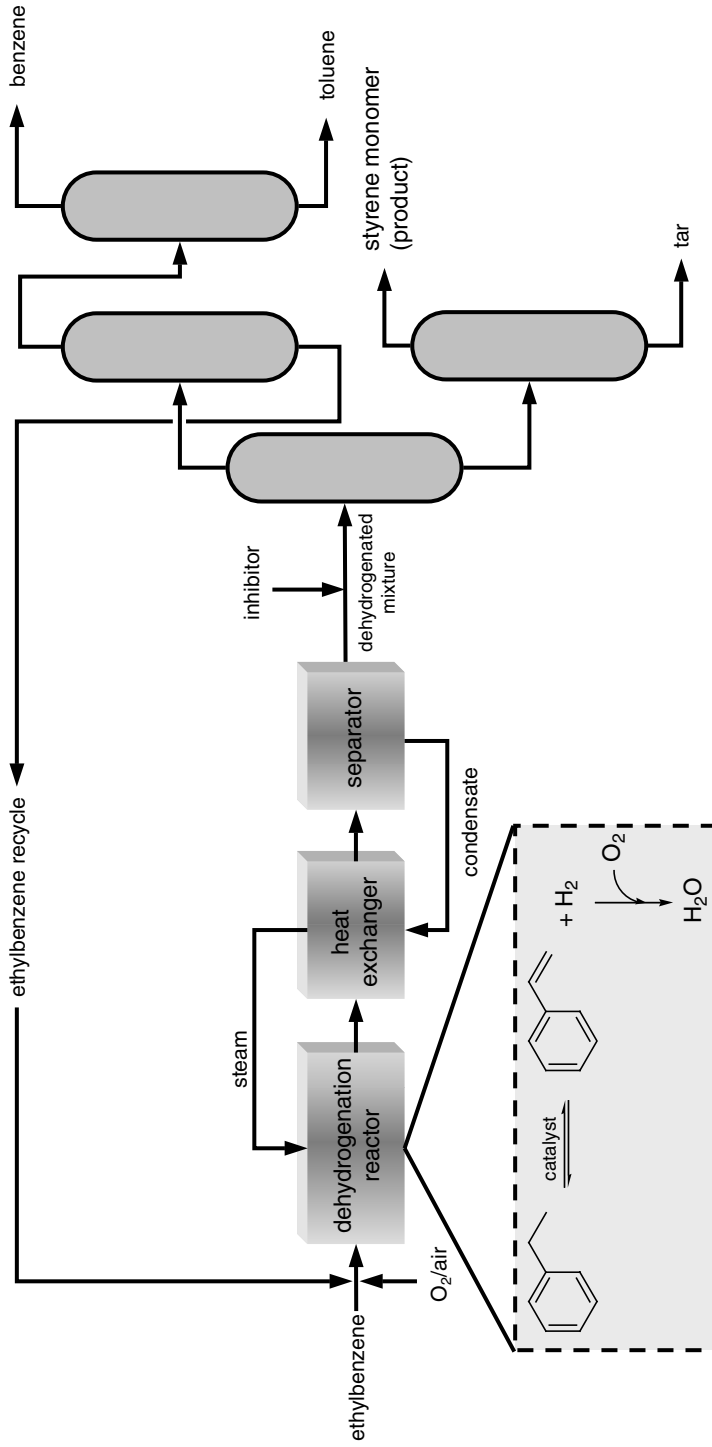 ethylbenzene recycle
benzene
toluene
styrene monomer
(product)
tar
inhibitor
dehydrogenated
mixture
steam
condensate
ethylbenzene
O₂/air
dehydrogenation
reactor
heat
exchanger
separator
catalyst
+ H₂
O₂
H₂O